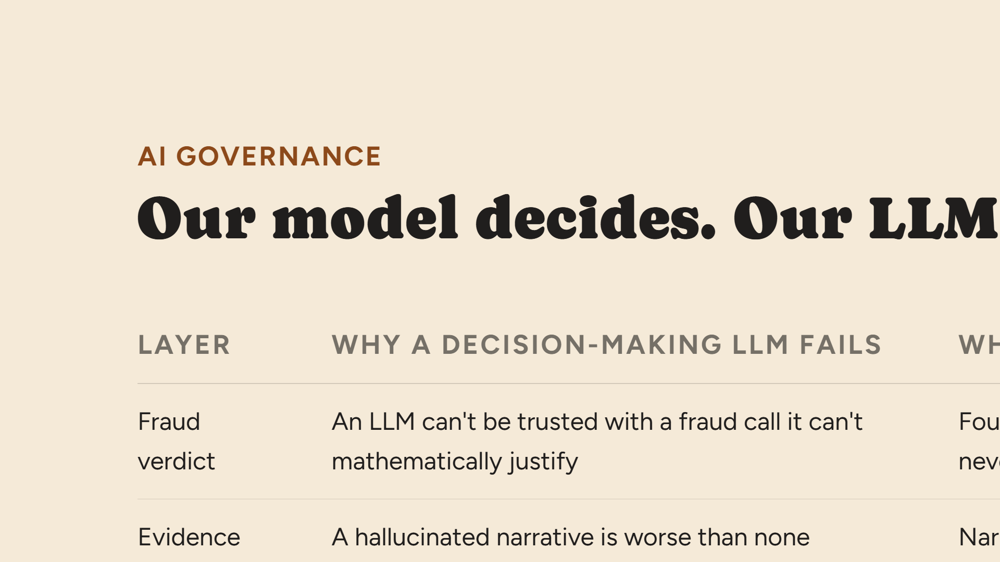 AI GOVERNANCE
Our model decides. Our LLM
LAYER WHY A DECISION-MAKING LLM FAILS
Fraud An LLM can't be trusted with a fraud call it can't
verdict mathematically justify
Evidence A hallucinated narrative is worse than none